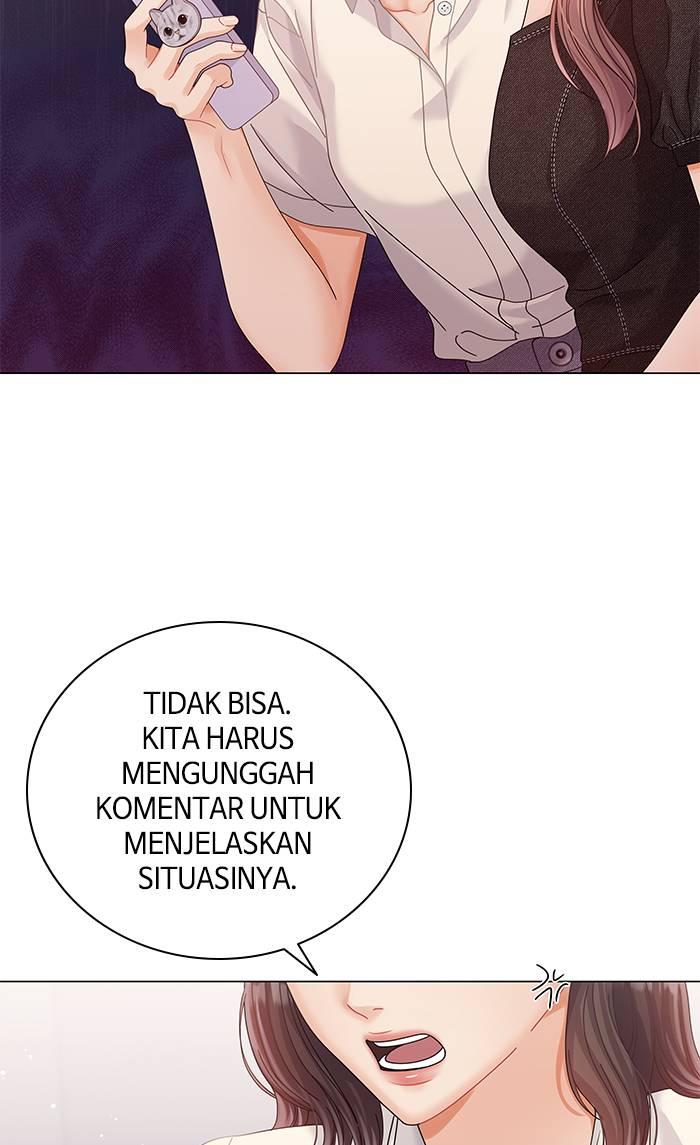 TIDAK BISA.
KITA HARUS
MENGUNGGAH
KOMENTAR UNTUK
MENJELASKAN
SITUASINYA.